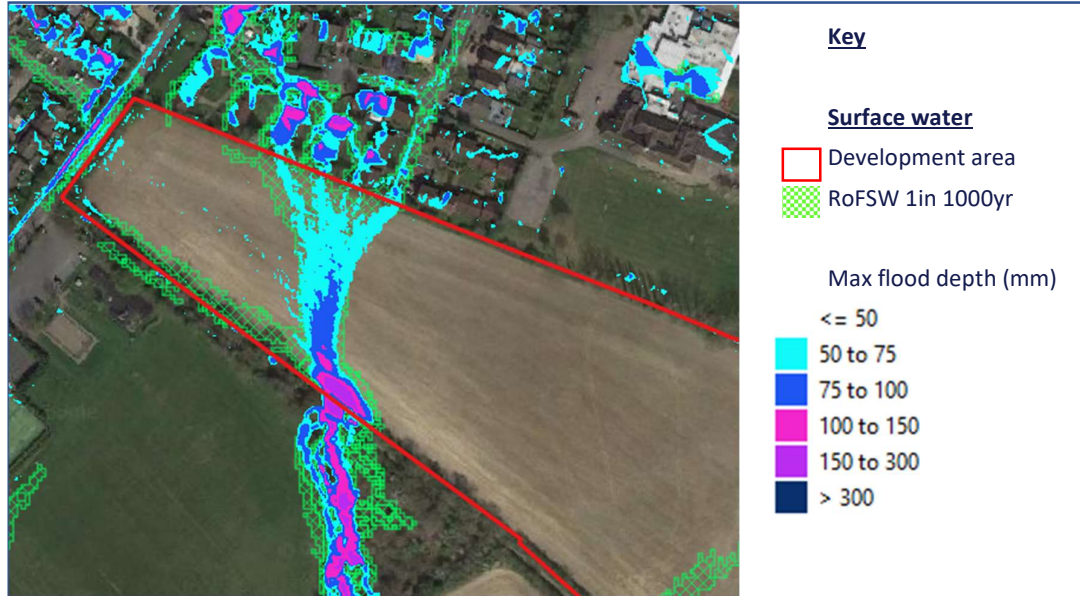 Key
Surface water
Development area
RoFSW 1in 1000yr
Max flood depth (mm)
<= 50
50 to 75
75 to 100
100 to 150
150 to 300
> 300